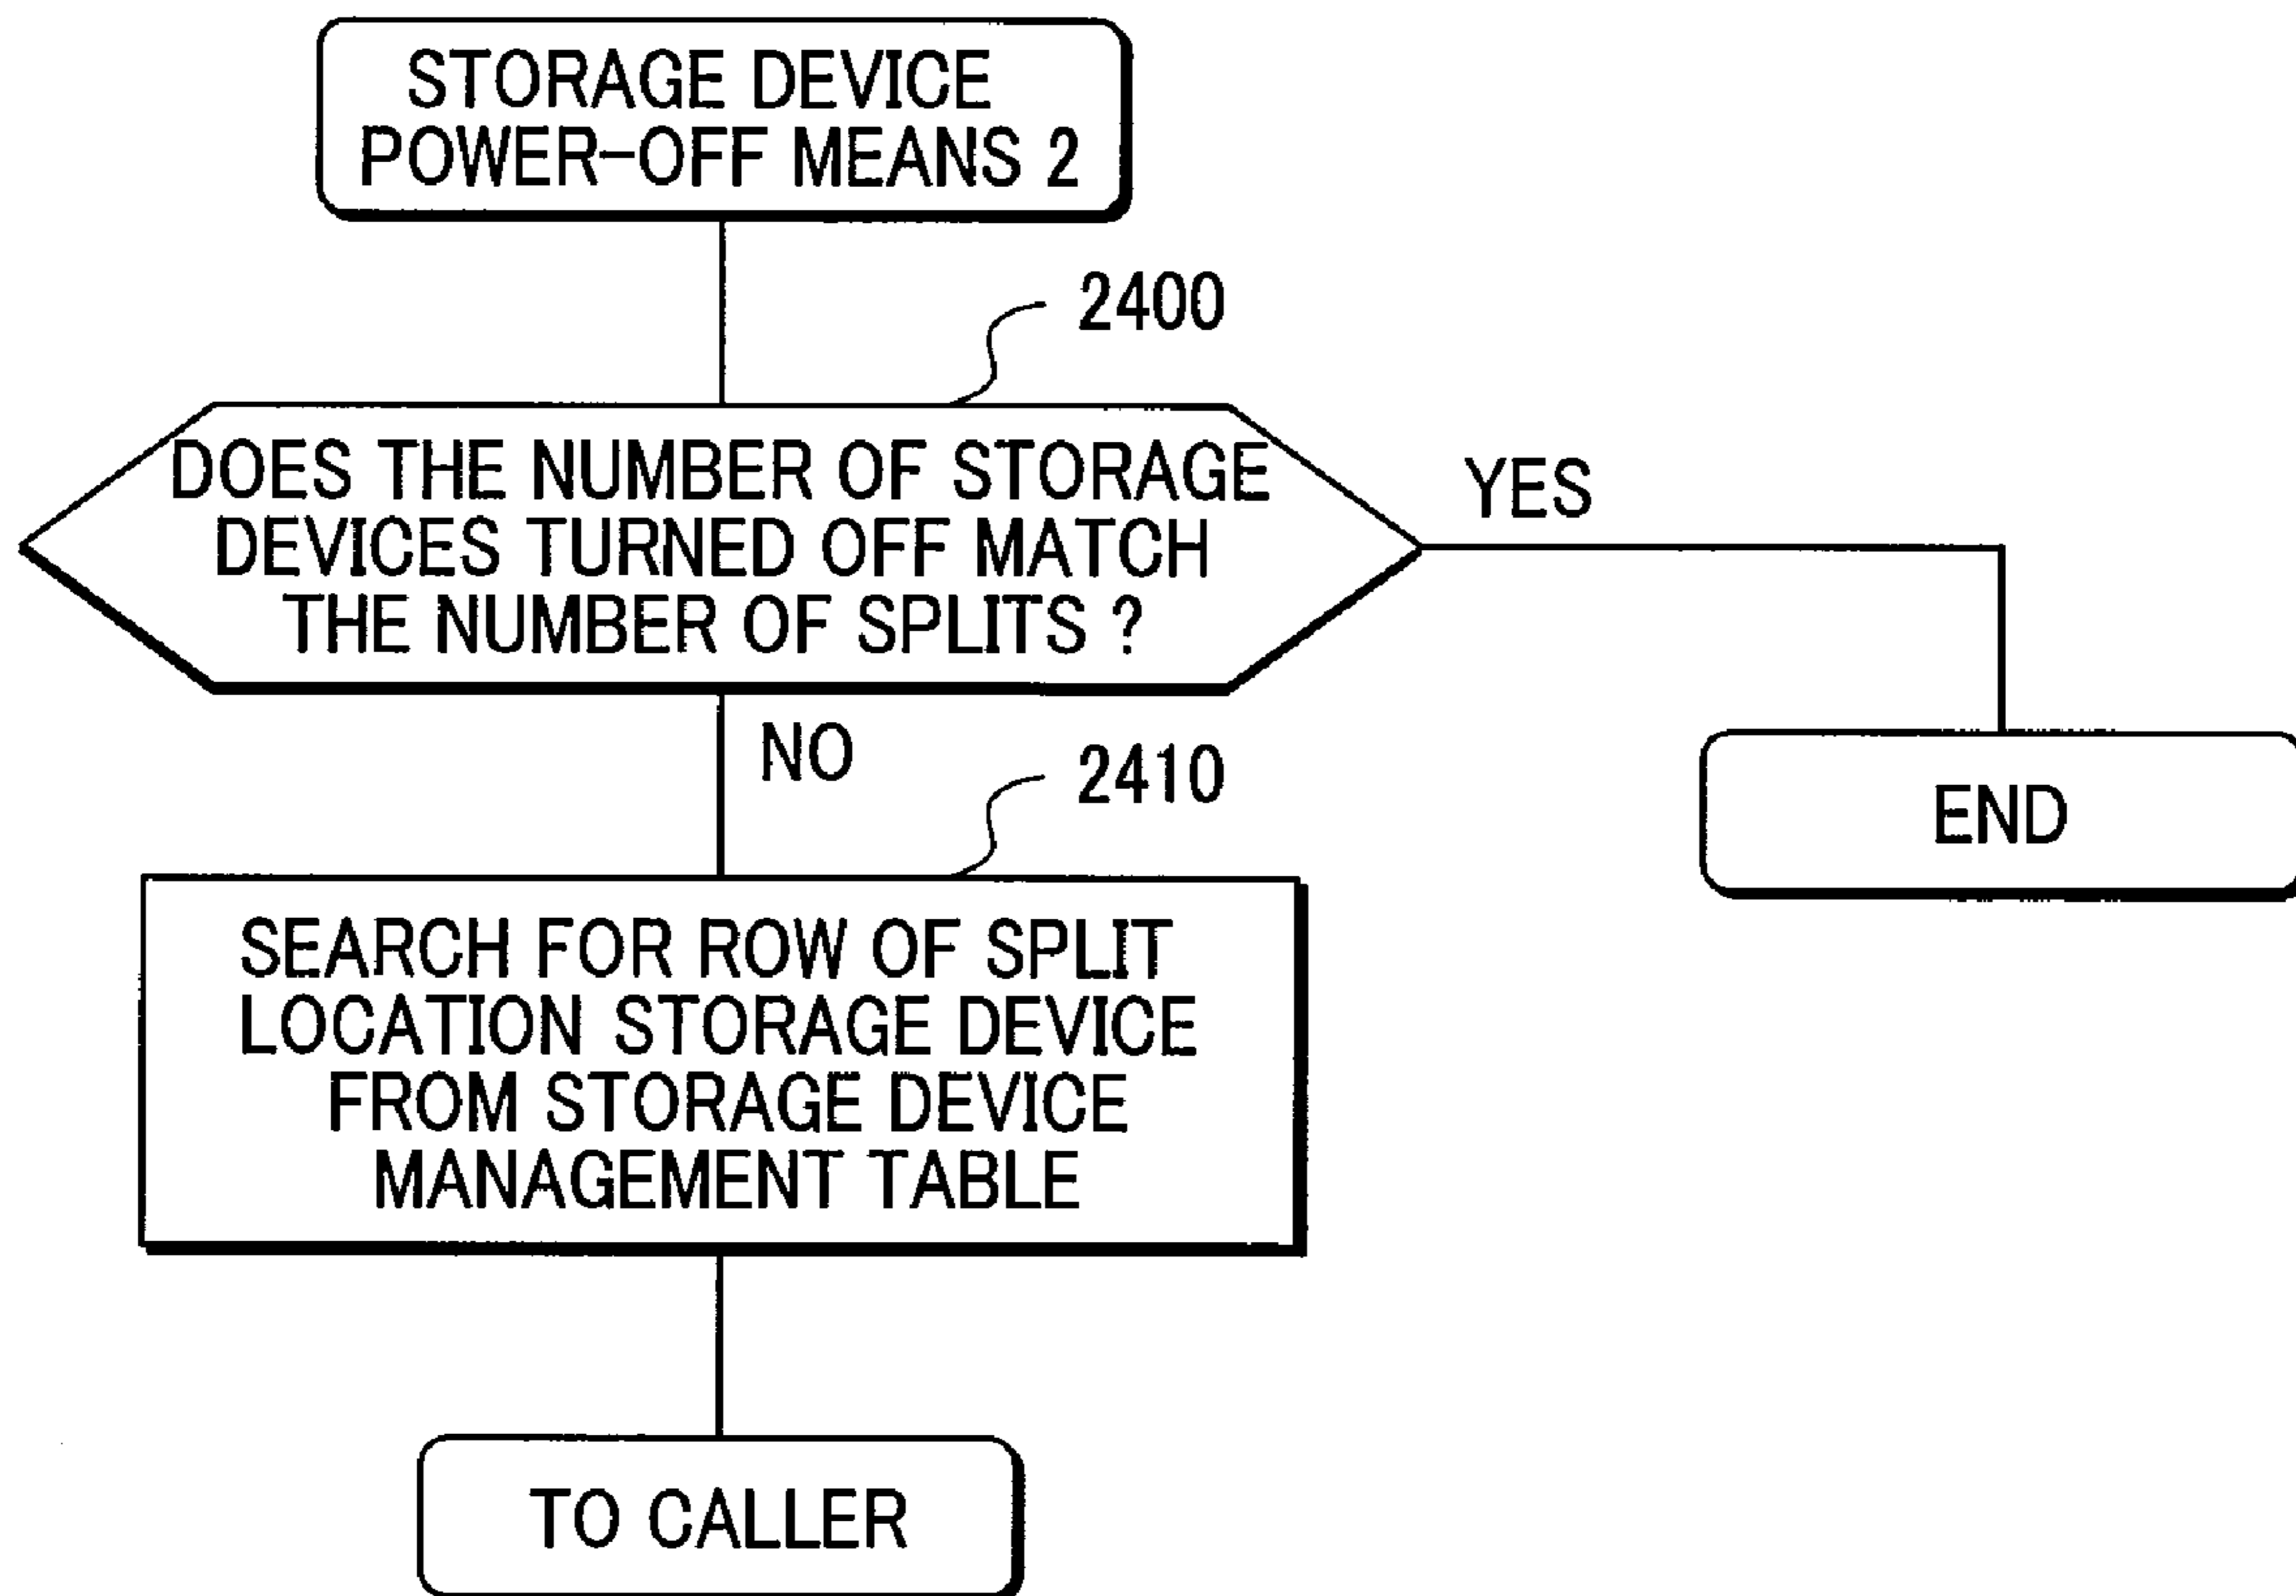 STORAGE DEVICE
POWER-OFF MEANS 2
2400
DOES THE NUMBER OF STORAGE
DEVICES TURNED OFF MATCH
THE NUMBER OF SPLITS ?
YES
NO
2410
END
SEARCH FOR ROW OF SPLIT
LOCATION STORAGE DEVICE
FROM STORAGE DEVICE
MANAGEMENT TABLE
TO CALLER